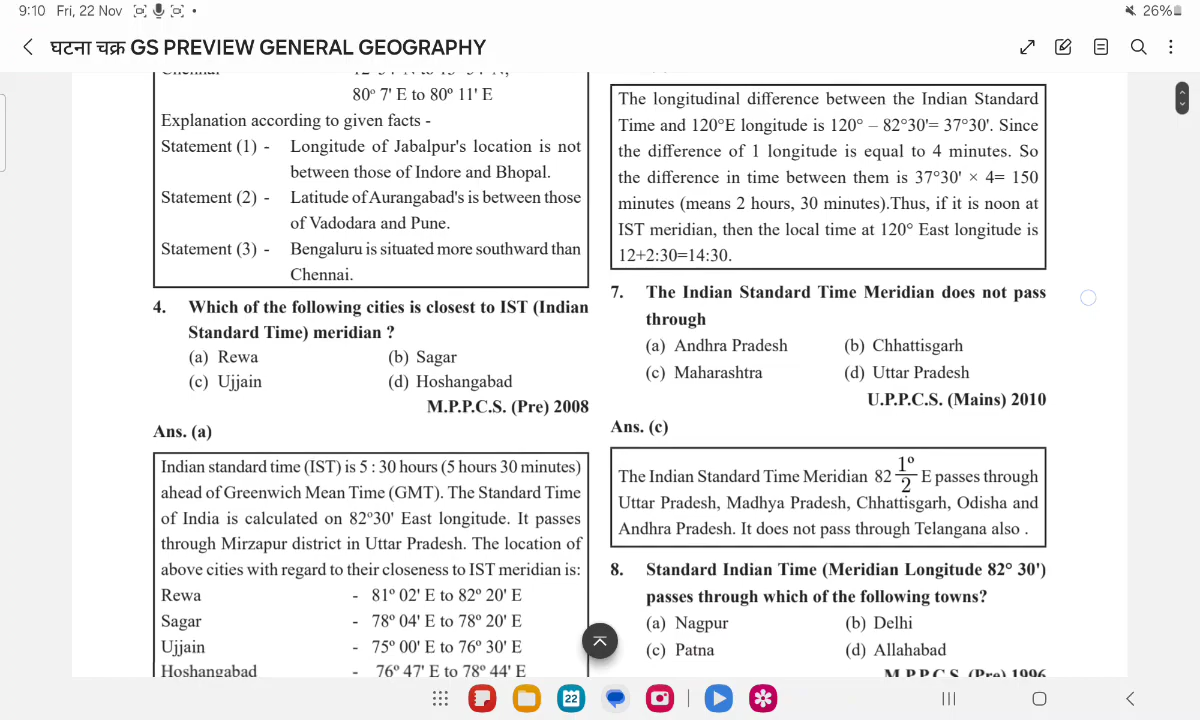 9:10 Fri, 22 Nov
26%
घटना चक्र GS PREVIEW GENERAL GEOGRAPHY
80º 7' E to 80º 11' E
Explanation according to given facts -
Statement (1) - Longitude of Jabalpur's location is not
between those of Indore and Bhopal.
Statement (2) - Latitude of Aurangabad's is between those
of Vadodara and Pune.
Statement (3) - Bengaluru is situated more southward than
Chennai.
4. Which of the following cities is closest to IST (Indian
Standard Time) meridian ?
(a) Rewa (b) Sagar
(c) Ujjain (d) Hoshangabad
M.P.P.C.S. (Pre) 2008
Ans. (a)
Indian standard time (IST) is 5 : 30 hours (5 hours 30 minutes)
ahead of Greenwich Mean Time (GMT). The Standard Time
of India is calculated on 82º30' East longitude. It passes
through Mirzapur district in Uttar Pradesh. The location of
above cities with regard to their closeness to IST meridian is:
Rewa - 81º 02' E to 82º 20' E
Sagar - 78º 04' E to 78º 20' E
Ujjain - 75º 00' E to 76º 30' E
Hoshangabad - 76º 47' E to 78º 44' E
The longitudinal difference between the Indian Standard
Time and 120°E longitude is 120° – 82°30'= 37°30'. Since
the difference of 1 longitude is equal to 4 minutes. So
the difference in time between them is 37°30' × 4= 150
minutes (means 2 hours, 30 minutes).Thus, if it is noon at
IST meridian, then the local time at 120° East longitude is
12+2:30=14:30.
7. The Indian Standard Time Meridian does not pass
through
(a) Andhra Pradesh (b) Chhattisgarh
(c) Maharashtra (d) Uttar Pradesh
U.P.P.C.S. (Mains) 2010
Ans. (c)
The Indian Standard Time Meridian 82 1º/2 E passes through
Uttar Pradesh, Madhya Pradesh, Chhattisgarh, Odisha and
Andhra Pradesh. It does not pass through Telangana also .
8. Standard Indian Time (Meridian Longitude 82° 30')
passes through which of the following towns?
(a) Nagpur (b) Delhi
(c) Patna (d) Allahabad
M.P.P.C.S. (Pre) 1996
22